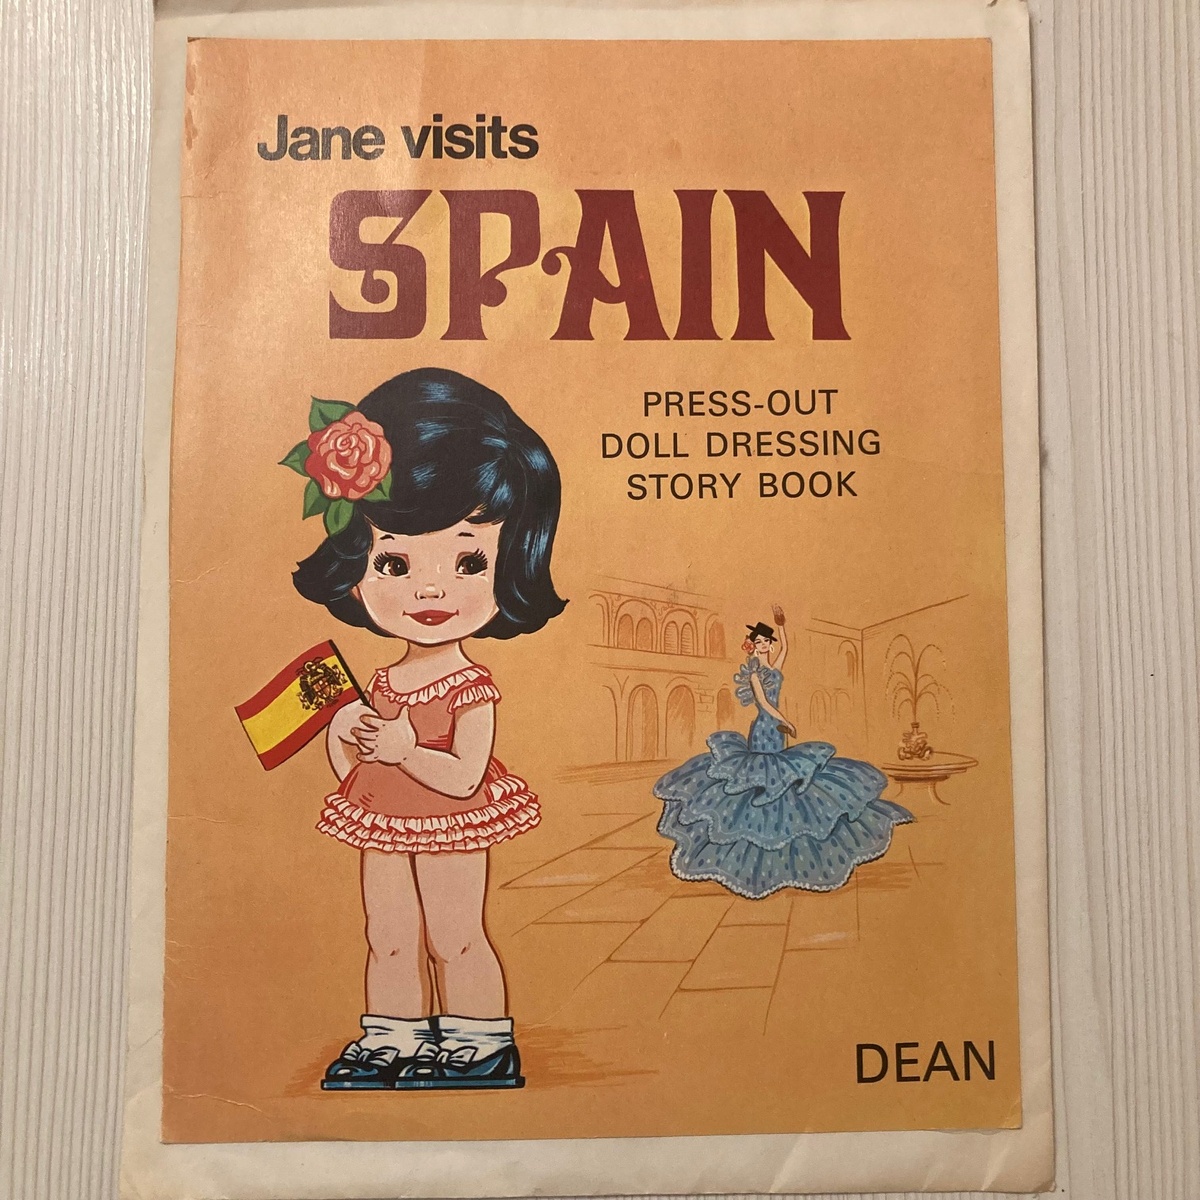 Jane visits
SPAIN
PRESS-OUT
DOLL DRESSING
STORY BOOK
DEAN